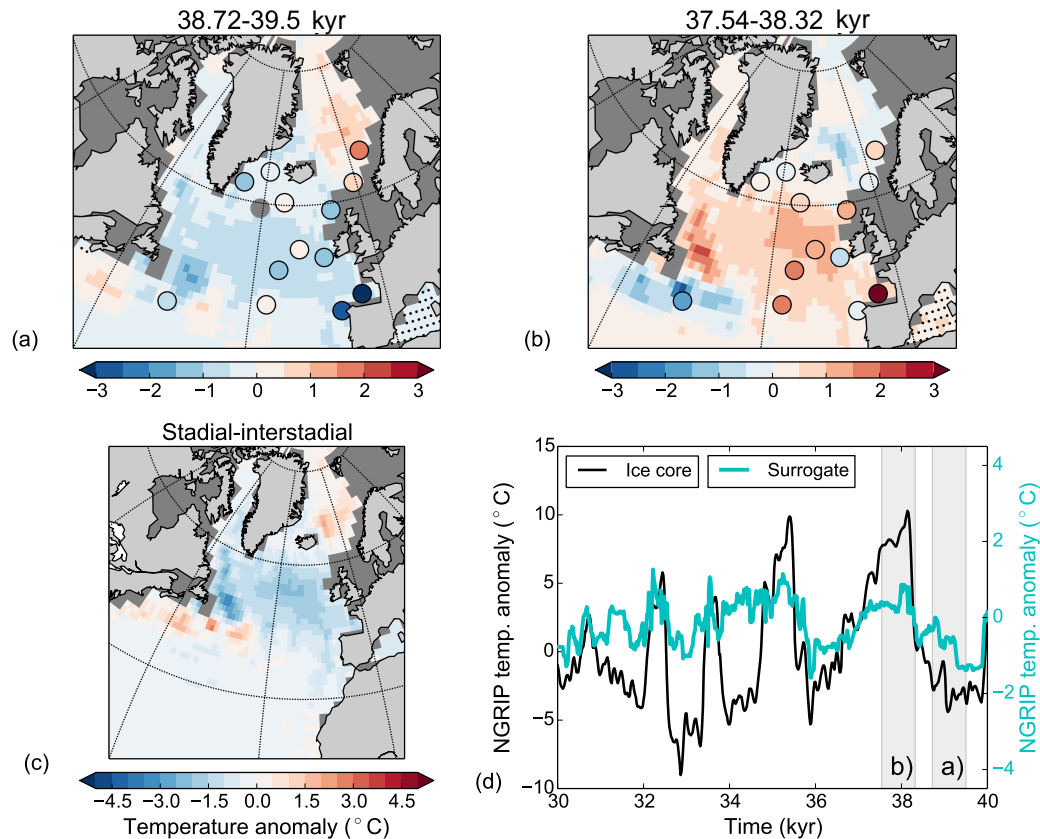 38.72-39.5 kyr
37.54-38.32 kyr
(a)
(b)
−3 −2 −1 0 1 2 3
−3 −2 −1 0 1 2 3
Stadial-interstadial
(c)
−4.5 −3.0 −1.5 0.0 1.5 3.0 4.5
Temperature anomaly (°C)
Ice core
Surrogate
NGRIP temp. anomaly (°C)
15
10
5
0
−5
−10
4
2
0
−2
−4
NGRIP temp. anomaly (°C)
b) a)
(d)
30 32 34 36 38 40
Time (kyr)